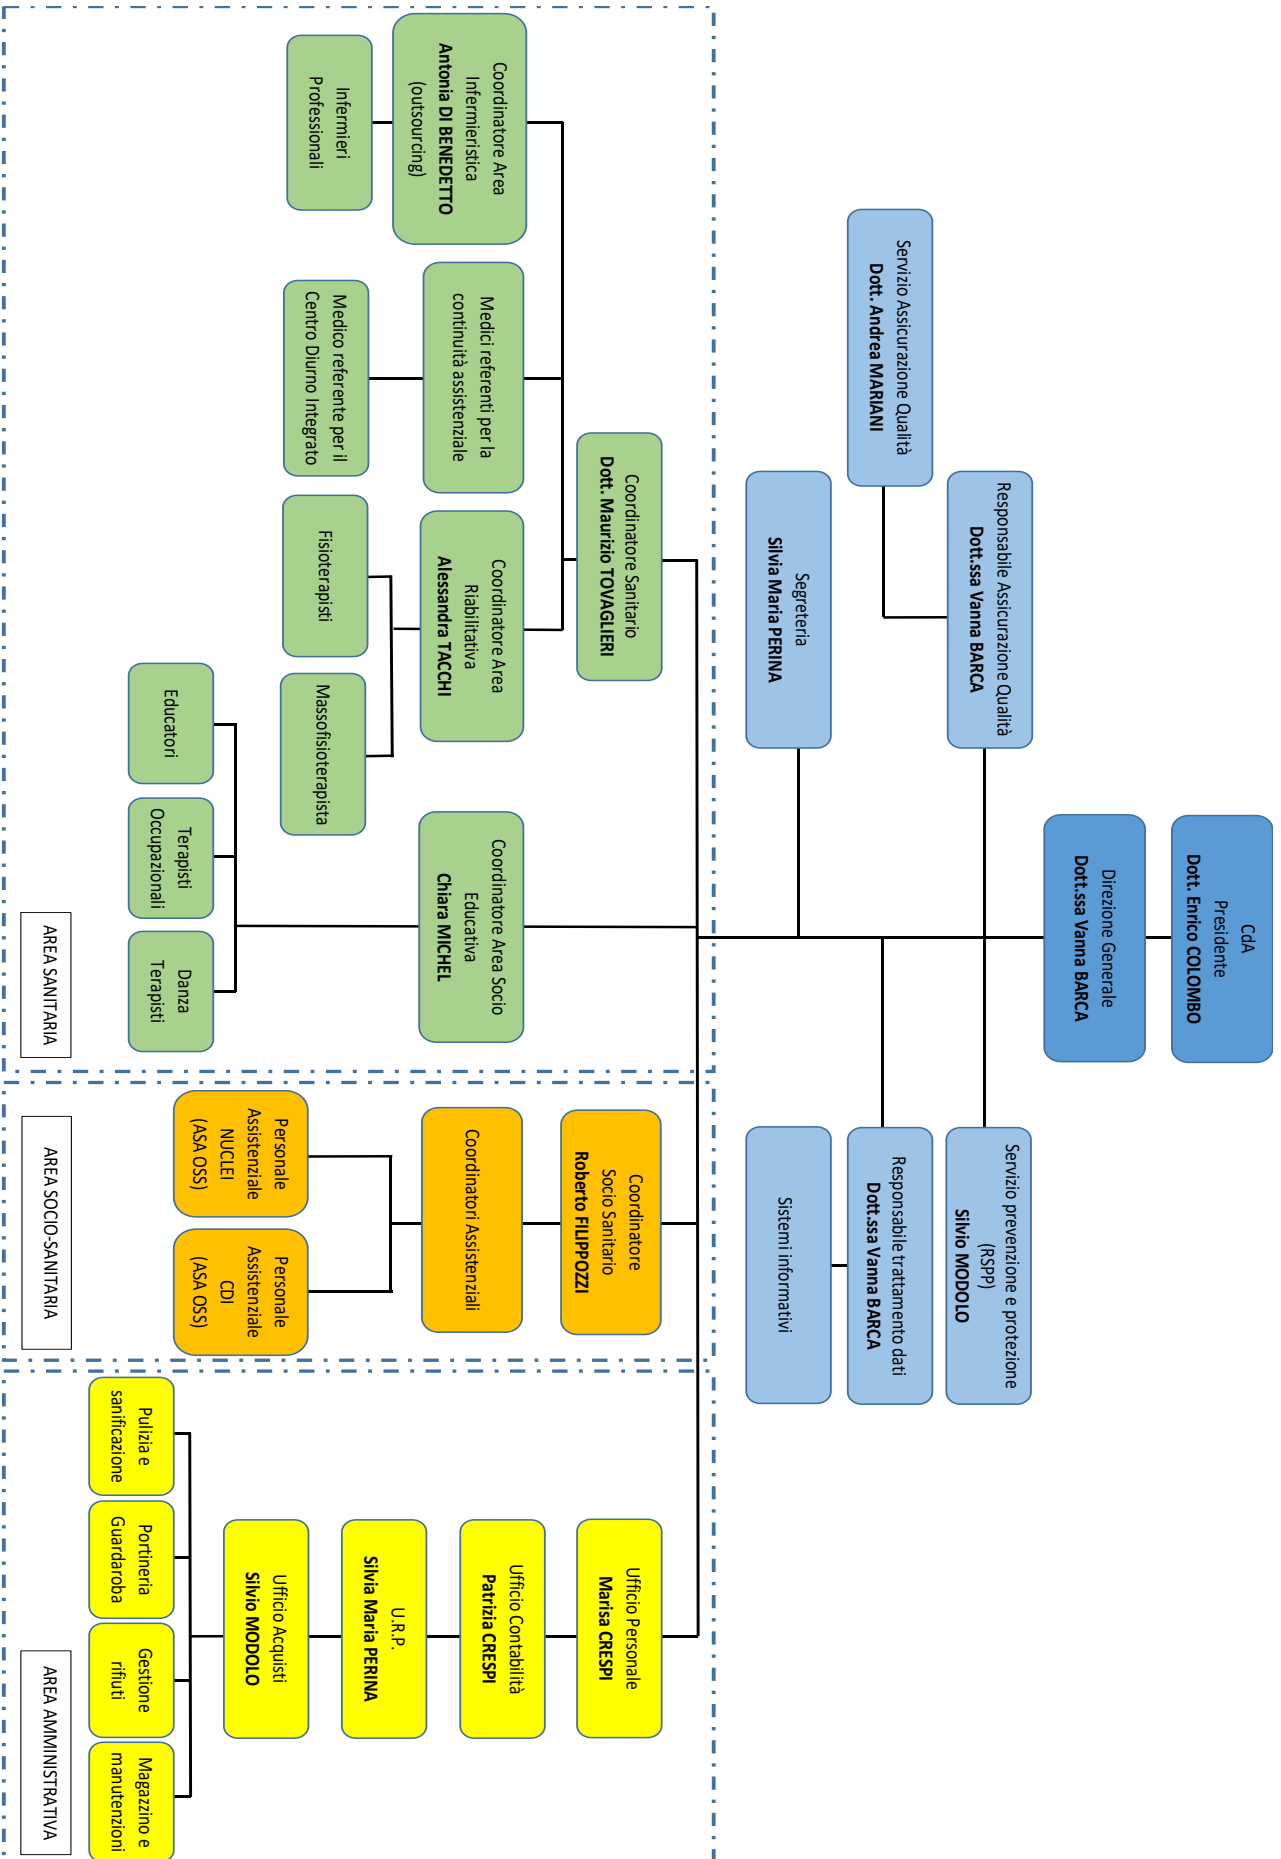 CdA
Presidente
Dott. Enrico COLOMBO
Direzione Generale
Dott.ssa Vanna BARCA
Responsabile Assicurazione Qualità
Dott.ssa Vanna BARCA
Servizio prevenzione e protezione
(RSPP)
Silvio MODOLO
Servizio Assicurazione Qualità
Dott. Andrea MARIANI
Responsabile trattamento dati
Dott.ssa Vanna BARCA
Segreteria
Silvia Maria PERINA
Sistemi informativi
Coordinatore Sanitario
Dott. Maurizio TOVAGLIERI
Coordinatore Area
Infermieristica
Antonia DI BENEDETTO
(outsourcing)
Medici referenti per la
continuità assistenziale
Coordinatore Area
Riabilitativa
Alessandra TACCHI
Coordinatore Area Socio
Educativa
Chiara MICHEL
Infermieri
Professionali
Medico referente per il
Centro Diurno Integrato
Fisioterapisti
Massofisioterapista
Educatori
Terapisti
Occupazionali
Danza
Terapisti
AREA SANITARIA
Coordinatore
Socio Sanitario
Roberto FILIPPOZZI
Coordinatori Assistenziali
Personale
Assistenziale
NUCLEI
(ASA OSS)
Personale
Assistenziale
CDI
(ASA OSS)
AREA SOCIO-SANITARIA
Ufficio Personale
Marisa CRESPI
Ufficio Contabilità
Patrizia CRESPI
U.R.P.
Silvia Maria PERINA
Ufficio Acquisti
Silvio MODOLO
Pulizia e
sanificazione
Portineria
Guardaroba
Gestione
rifiuti
Magazzino e
manutenzioni
AREA AMMINISTRATIVA